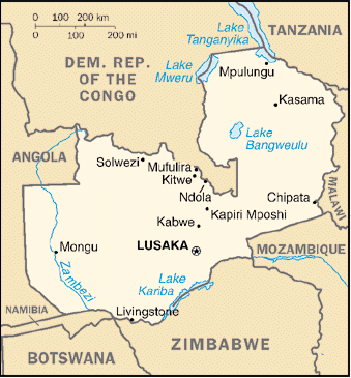 0 100 200 km
0 100 200 mi
Lake
Tanganyika
TANZANIA
DEM. REP.
OF THE
CONGO
Lake
Mweru
Mpulungu
Kasama
Lake
Bangweulu
ANGOLA
Solwezi
Mufulira
Kitwe
Ndola
Chipata
MALAWI
Kapiri Mposhi
Kabwe
Mongu
LUSAKA
MOZAMBIQUE
Zambezi
Lake
Kariba
NAMIBIA
Livingstone
BOTSWANA
ZIMBABWE